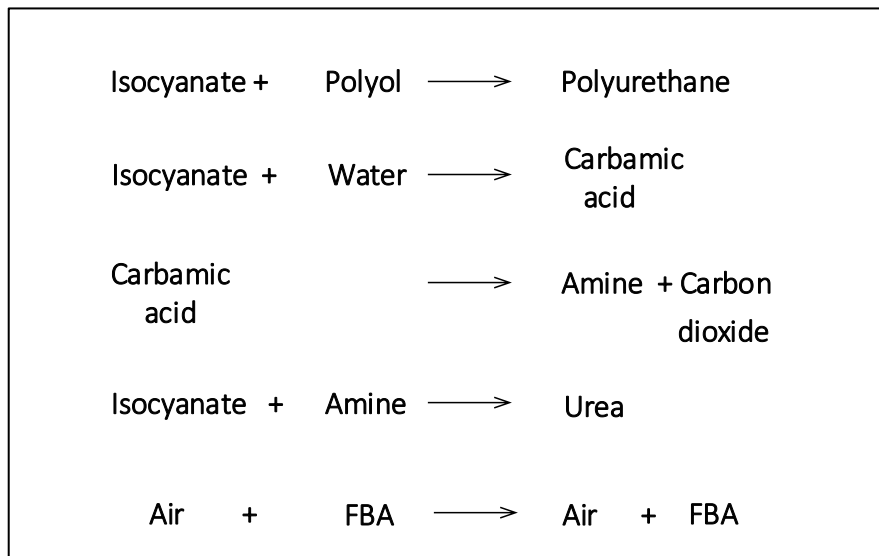 Isocyanate + Polyol → Polyurethane
Isocyanate + Water → Carbamic
acid
Carbamic
acid → Amine + Carbon
dioxide
Isocyanate + Amine → Urea
Air + FBA → Air + FBA